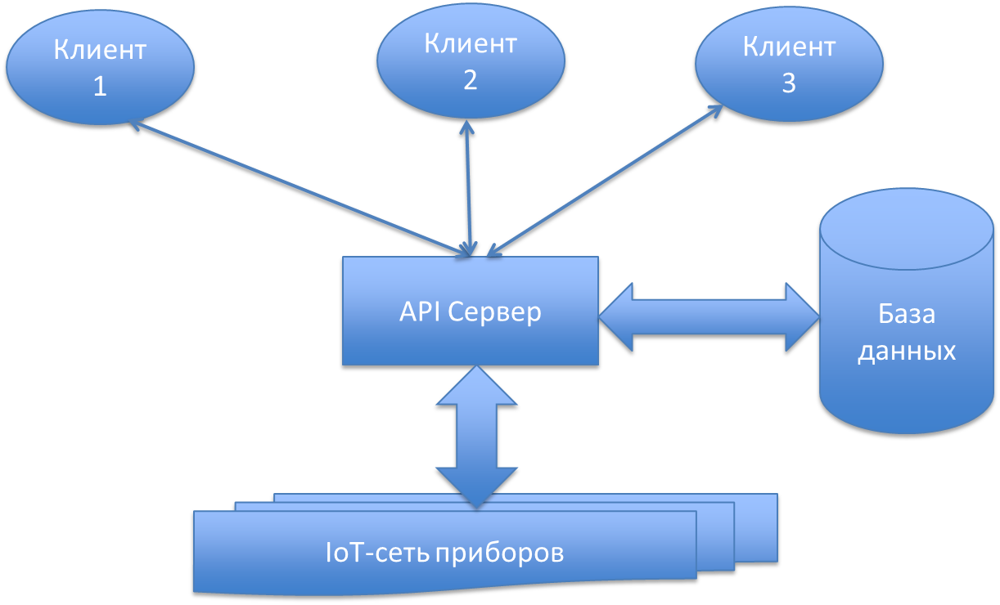 Клиент
1
Клиент
2
Клиент
3
API Сервер
База
данных
IoT-сеть приборов